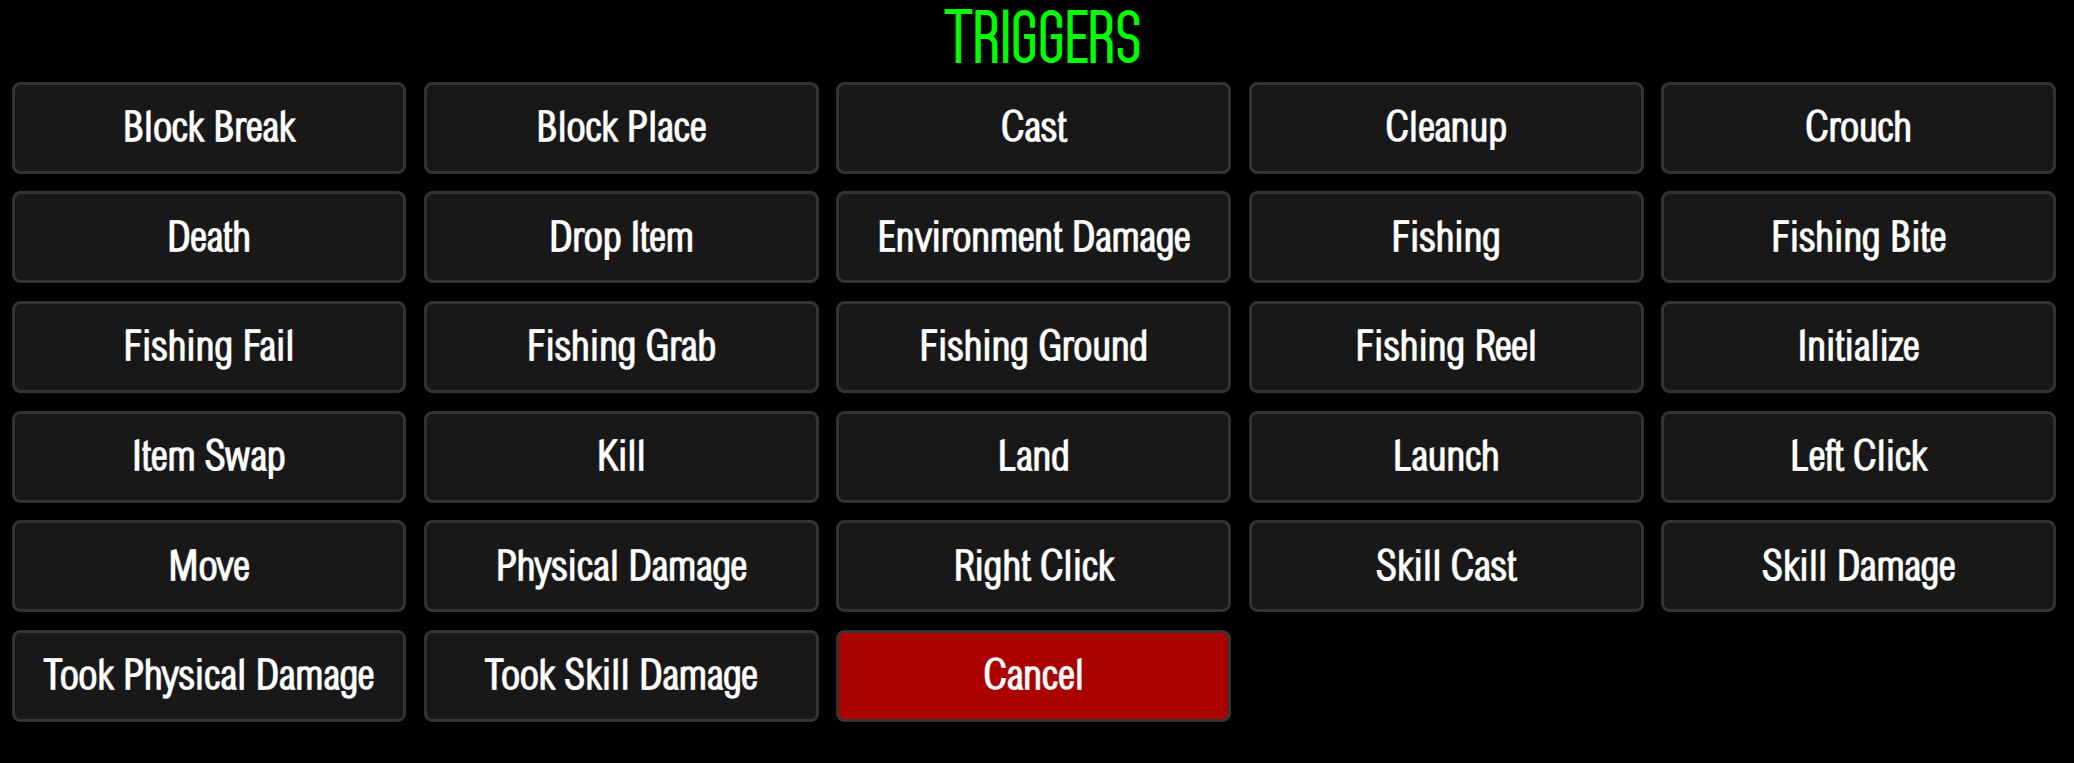 TRIGGERS
Block Break
Block Place
Cast
Cleanup
Crouch
Death
Drop Item
Environment Damage
Fishing
Fishing Bite
Fishing Fail
Fishing Grab
Fishing Ground
Fishing Reel
Initialize
Item Swap
Kill
Land
Launch
Left Click
Move
Physical Damage
Right Click
Skill Cast
Skill Damage
Took Physical Damage
Took Skill Damage
Cancel